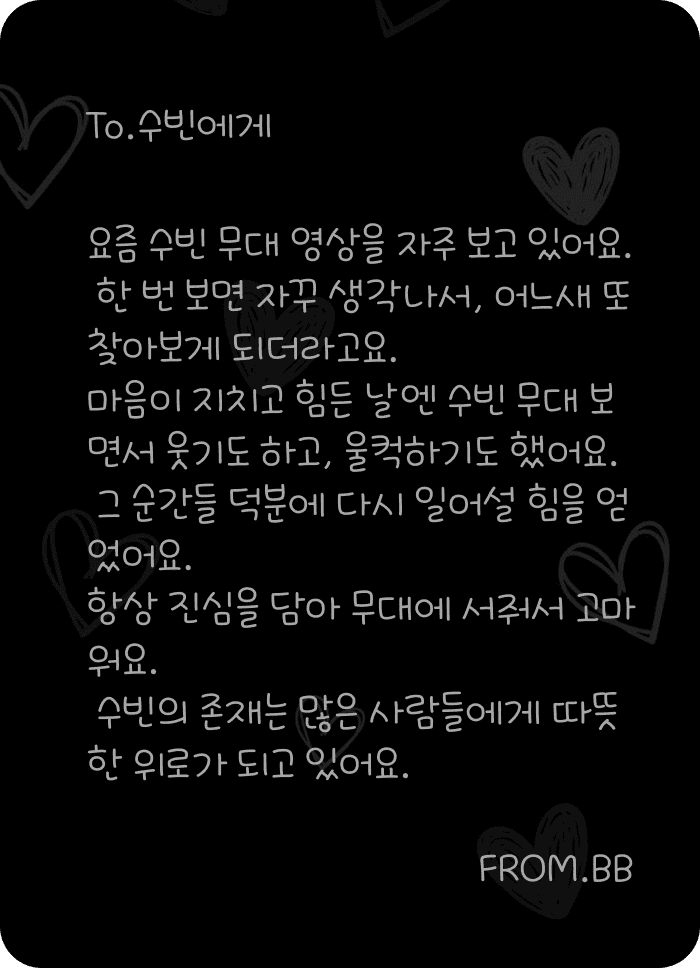 To.수빈에게
요즘 수빈 무대 영상을 자주 보고 있어요.
한 번 보면 자꾸 생각나서, 어느새 또
찾아보게 되더라고요.
마음이 지치고 힘든 날엔 수빈 무대 보
면서 웃기도 하고, 울컥하기도 했어요.
그 순간들 덕분에 다시 일어설 힘을 얻
었어요.
항상 진심을 담아 무대에 서줘서 고마
워요.
수빈의 존재는 많은 사람들에게 따뜻
한 위로가 되고 있어요.
FROM.BB